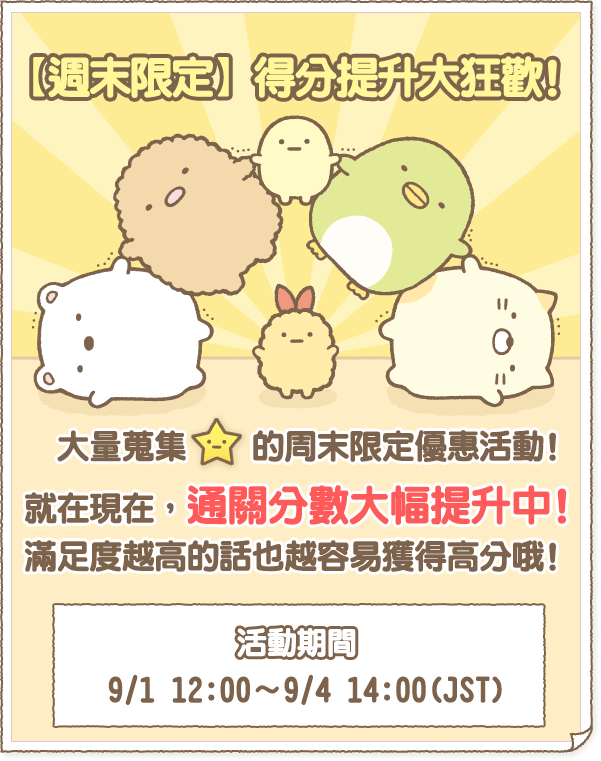 【週末限定】得分提升大狂歡!
大量蒐集 的周末限定優惠活動!
就在現在，通關分數大幅提升中!
滿足度越高的話也越容易獲得高分哦!
活動期間
9/1 12:00～9/4 14:00(JST)